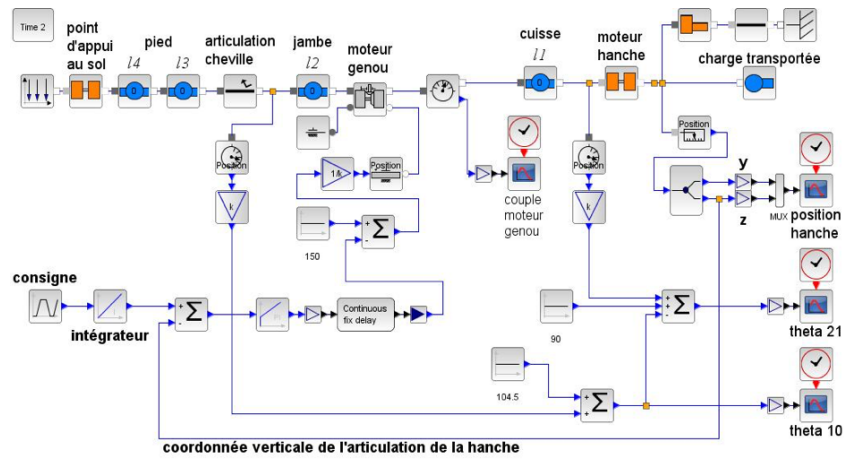 Time 2
point
d'appui
au sol
pied
l4
l3
articulation
cheville
jambe
l2
moteur
genou
cuisse
l1
moteur
hanche
charge transportée
Position
Position
Position
Position
1/k
k
k
couple
moteur
genou
y
z
MUX
position
hanche
150
consigne
intégrateur
Continuous
fix delay
90
theta 21
104.5
theta 10
coordonnée verticale de l'articulation de la hanche